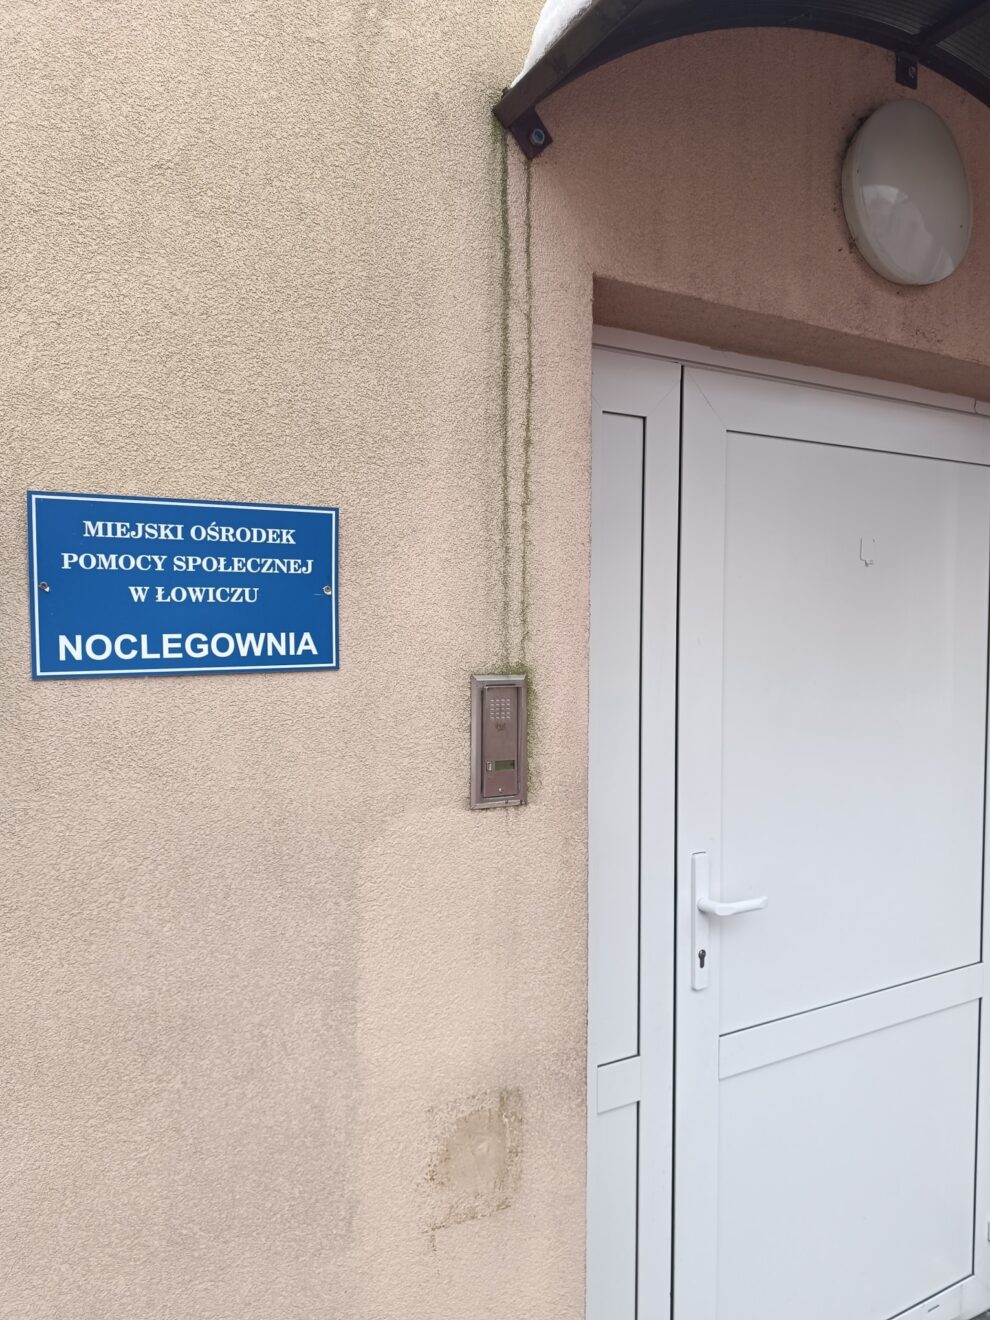 MIEJSKI OŚRODEK
POMOCY SPOŁECZNEJ
W ŁOWICZU
NOCLEGOWNIA